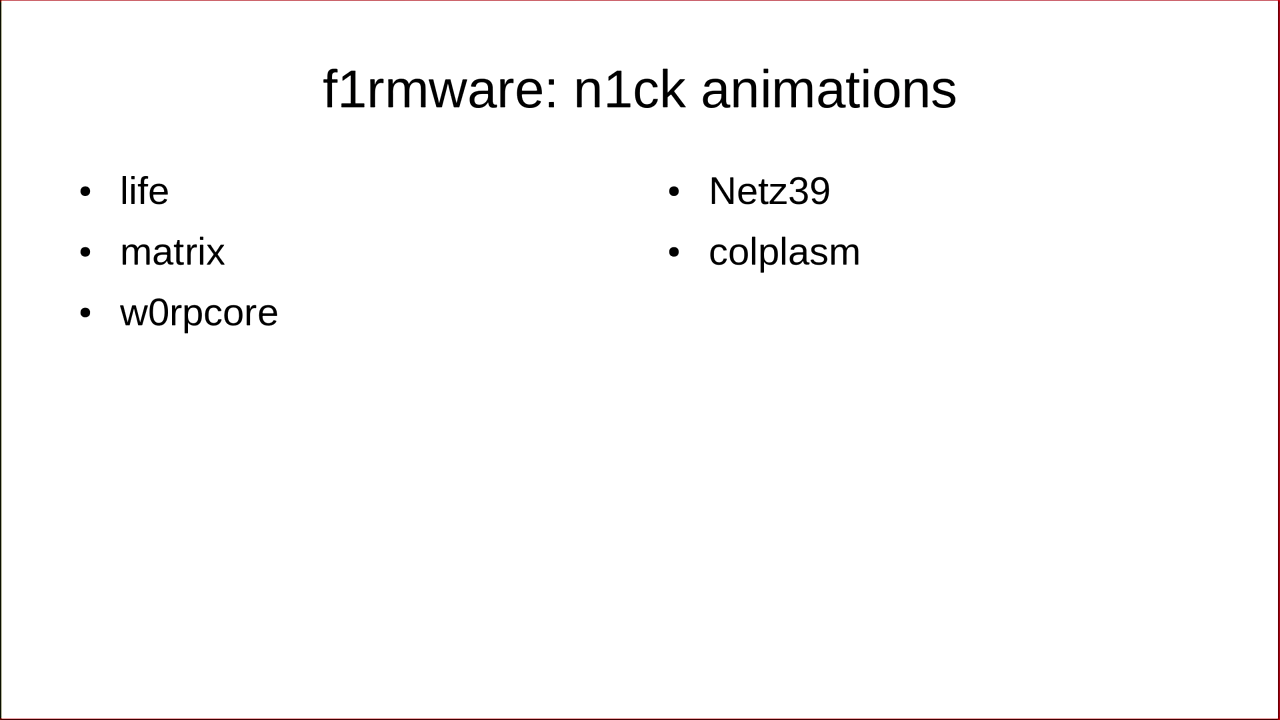 f1rmware: n1ck animations
• life
• matrix
• w0rpcore
• Netz39
• colplasm